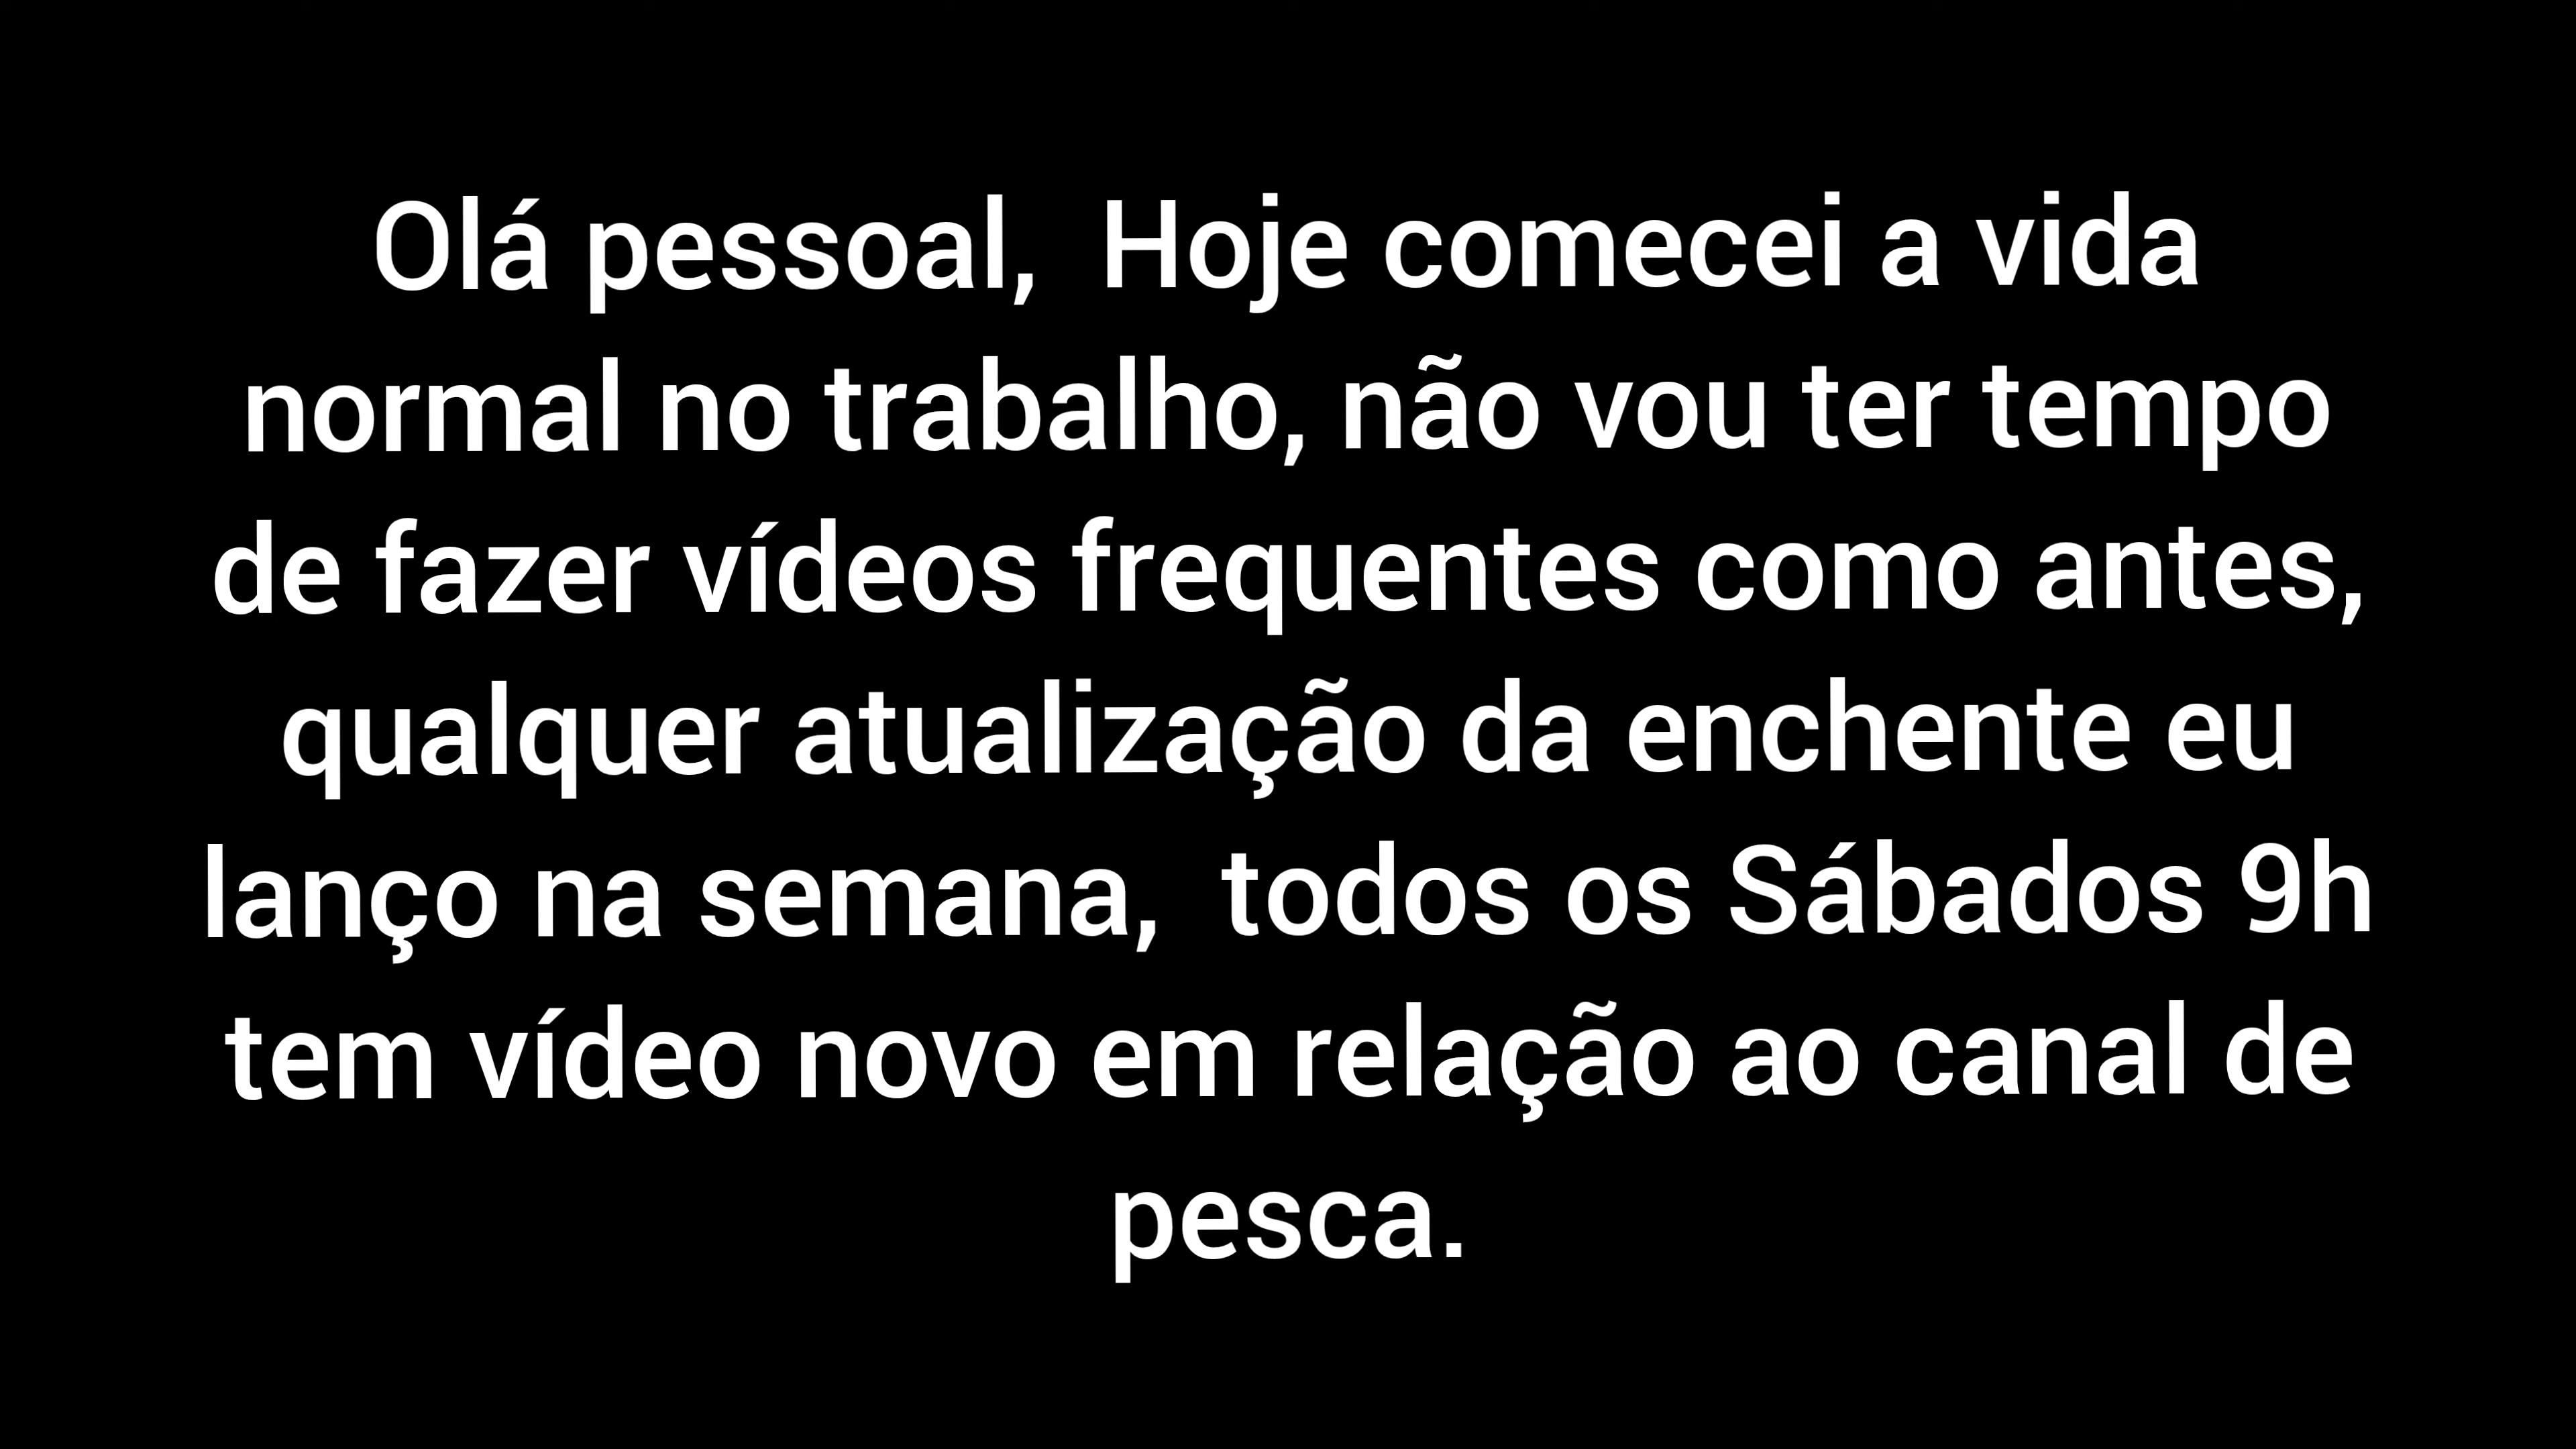 Olá pessoal,  Hoje comecei a vida
normal no trabalho, não vou ter tempo
de fazer vídeos frequentes como antes,
qualquer atualização da enchente eu
lanço na semana,  todos os Sábados 9h
tem vídeo novo em relação ao canal de
pesca.